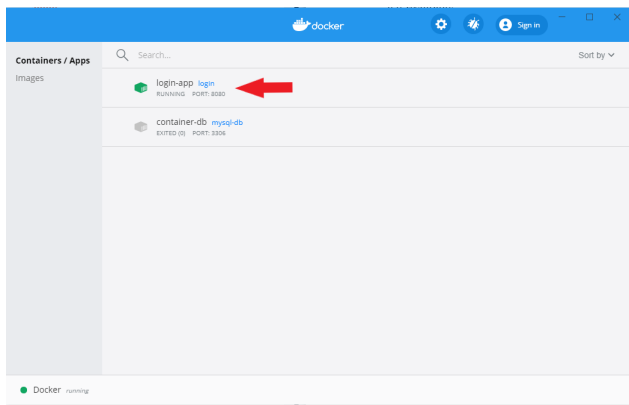 docker
Sign in
Containers / Apps
Images
Search...
Sort by
login-app login
RUNNING PORT: 8080
container-db mysql-db
EXITED (0) PORT: 3306
Docker running